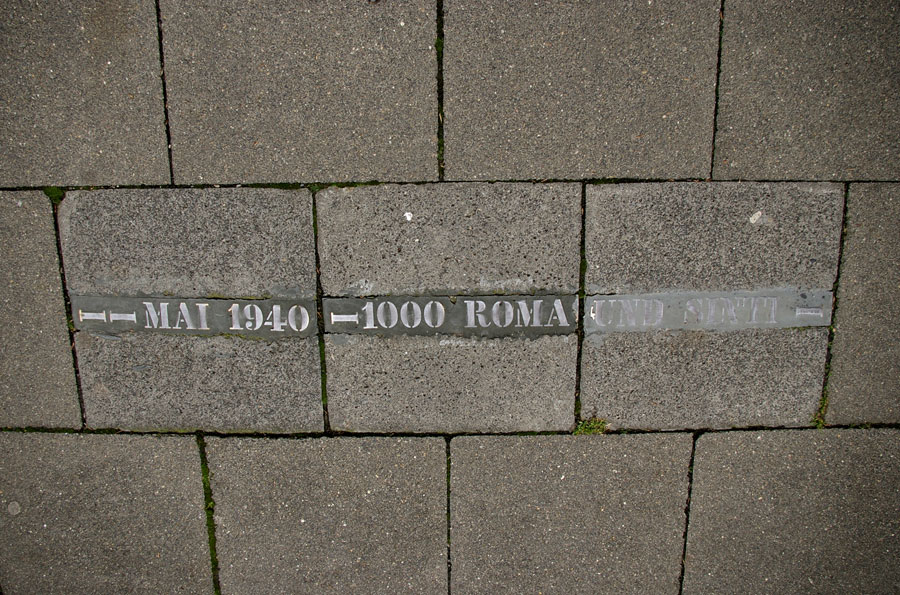 MAI 1940 – 1000 ROMA UND SINTI